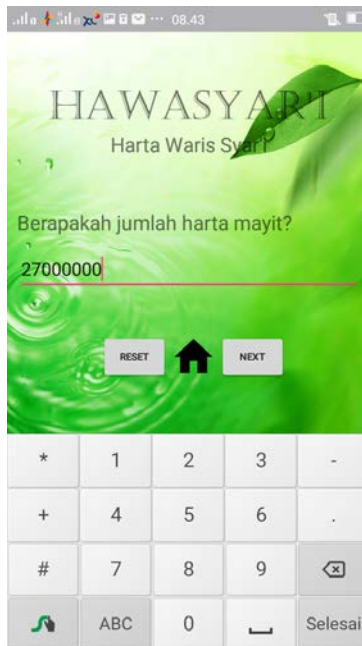 08.43
HAWASYAR'I
Harta Waris Syar'i
Berapakah jumlah harta mayit?
27000000
RESET NEXT
* 1 2 3 -
+ 4 5 6 .
# 7 8 9
ABC 0 Selesai